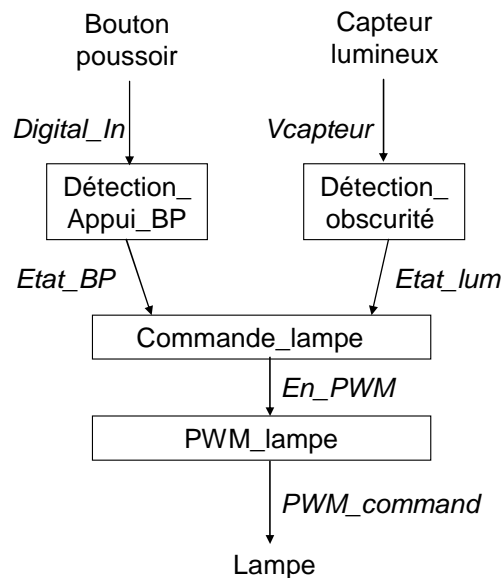 Bouton
poussoir
Capteur
lumineux
Digital_In
Vcapteur
Détection_
Appui_BP
Détection_
obscurité
Etat_BP
Etat_lum
Commande_lampe
En_PWM
PWM_lampe
PWM_command
Lampe